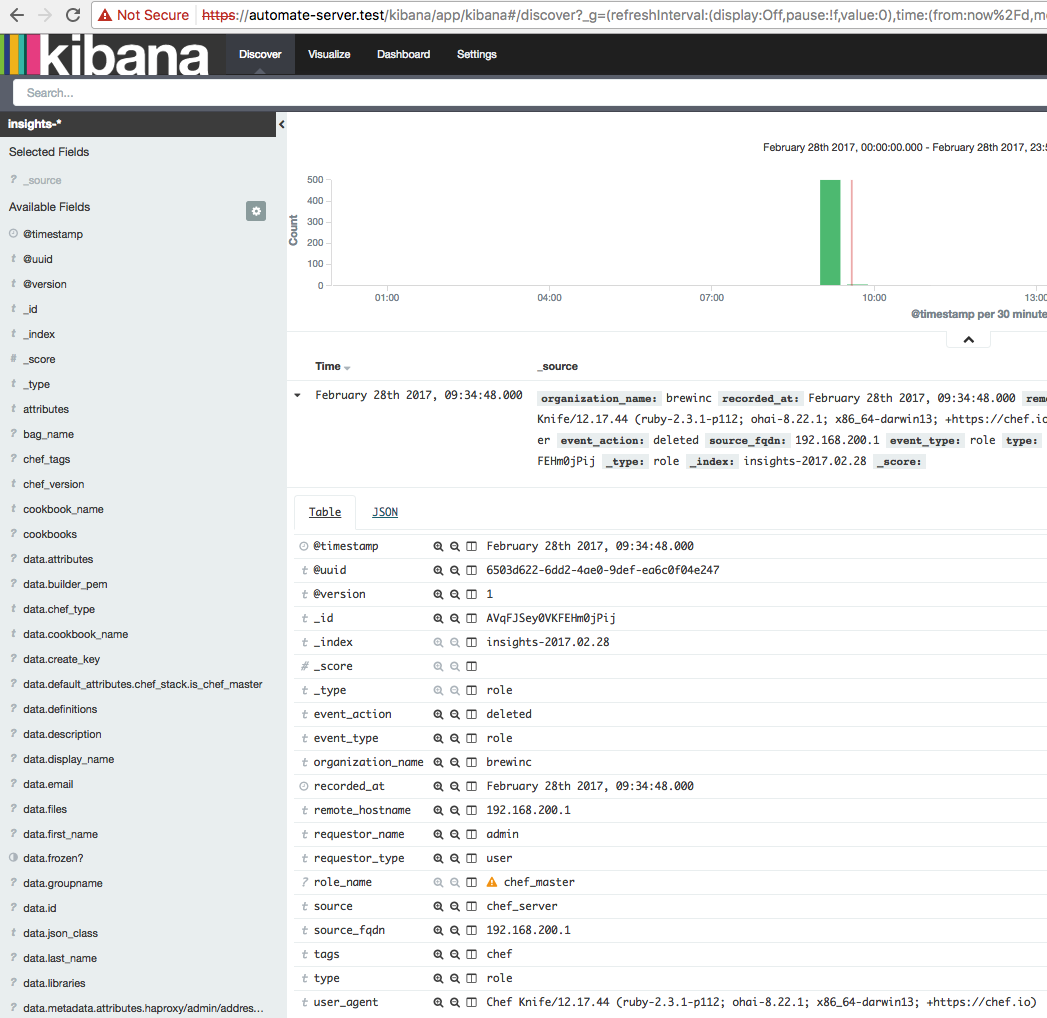 Not Secure https://automate-server.test/kibana/app/kibana#/discover?_g=(refreshInterval:(display:Off,pause:!f,value:0),time:(from:now%2Fd,m
kibana Discover Visualize Dashboard Settings
Search...
insights-*
Selected Fields
? _source
Available Fields
@timestamp
t @uuid
t @version
t _id
t _index
# _score
t _type
t attributes
? bag_name
? chef_tags
t chef_version
t cookbook_name
? cookbooks
? data.attributes
? data.builder_pem
t data.chef_type
t data.cookbook_name
? data.create_key
? data.default_attributes.chef_stack.is_chef_master
? data.definitions
? data.description
? data.display_name
? data.email
? data.files
? data.first_name
data.frozen?
? data.groupname
? data.id
t data.json_class
? data.last_name
? data.libraries
? data.metadata.attributes.haproxy/admin/addres...
February 28th 2017, 00:00:00.000 - February 28th 2017, 23:5
Count
500
400
300
200
100
0
01:00 04:00 07:00 10:00 13:00
@timestamp per 30 minute
Time _source
February 28th 2017, 09:34:48.000
organization_name: brewinc recorded_at: February 28th 2017, 09:34:48.000 rem
Knife/12.17.44 (ruby-2.3.1-p112; ohai-8.22.1; x86_64-darwin13; +https://chef.io
er event_action: deleted source_fqdn: 192.168.200.1 event_type: role type:
FEHm0jPij _type: role _index: insights-2017.02.28 _score:
Table JSON
@timestamp February 28th 2017, 09:34:48.000
t @uuid 6503d622-6dd2-4ae0-9def-ea6c0f04e247
t @version 1
t _id AVqFJSey0VKFEHm0jPij
t _index insights-2017.02.28
# _score
t _type role
t event_action deleted
t event_type role
t organization_name brewinc
recorded_at February 28th 2017, 09:34:48.000
t remote_hostname 192.168.200.1
t requestor_name admin
t requestor_type user
? role_name chef_master
t source chef_server
t source_fqdn 192.168.200.1
t tags chef
t type role
t user_agent Chef Knife/12.17.44 (ruby-2.3.1-p112; ohai-8.22.1; x86_64-darwin13; +https://chef.io)